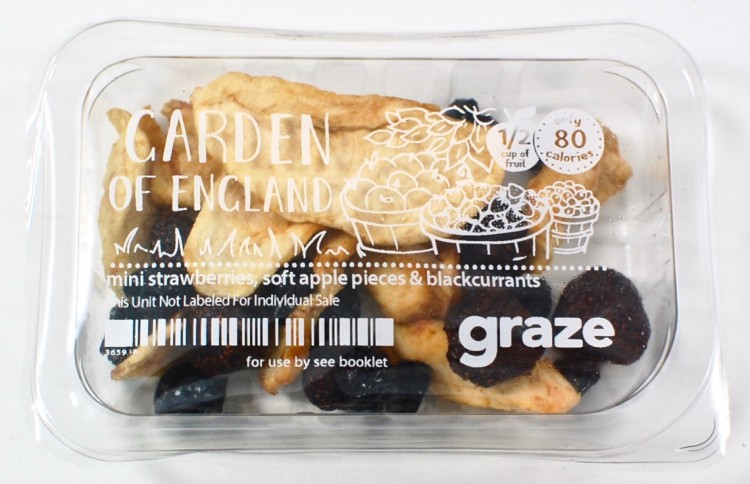 GARDEN
OF ENGLAND
1/2
cup of
fruit
only
80
calories
mini strawberries, soft apple pieces & blackcurrants
This Unit Not Labeled For Individual Sale
graze
for use by see booklet